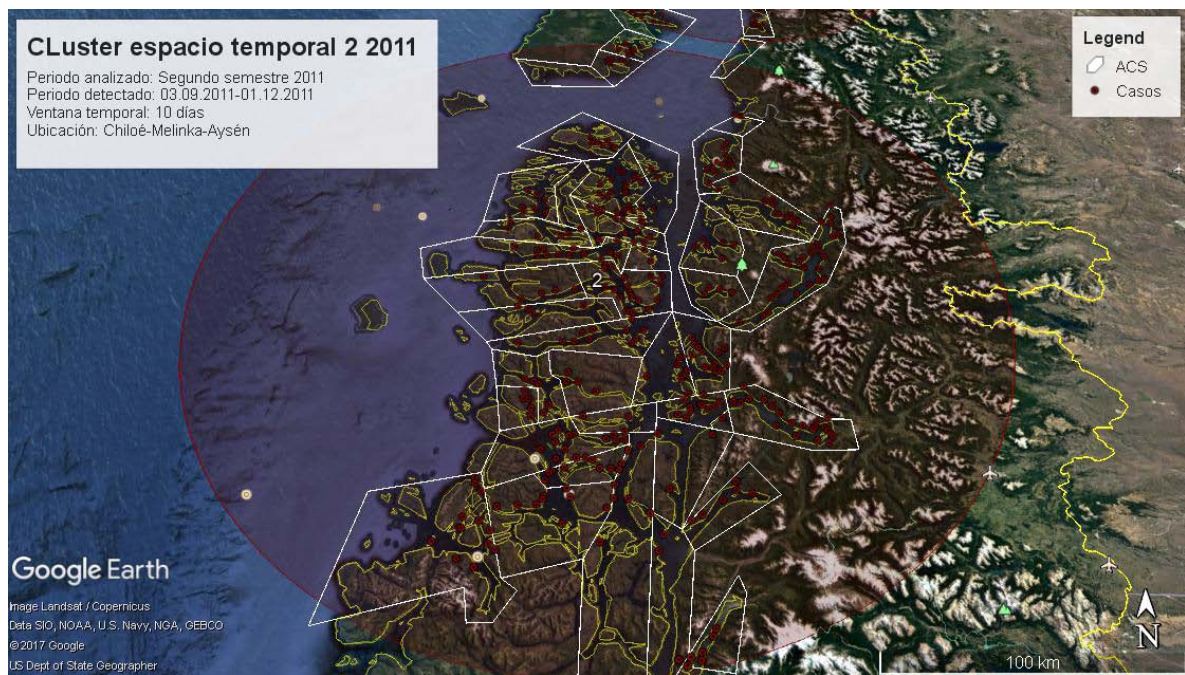 CLuster espacio temporal 2 2011
Periodo analizado: Segundo semestre 2011
Periodo detectado: 03.09.2011-01.12.2011
Ventana temporal: 10 días
Ubicación: Chiloé-Melinka-Aysén
Legend
ACS
Casos
2
Google Earth
Image Landsat / Copernicus
Data SIO, NOAA, U.S. Navy, NGA, GEBCO
© 2017 Google
US Dept of State Geographer
N
100 km